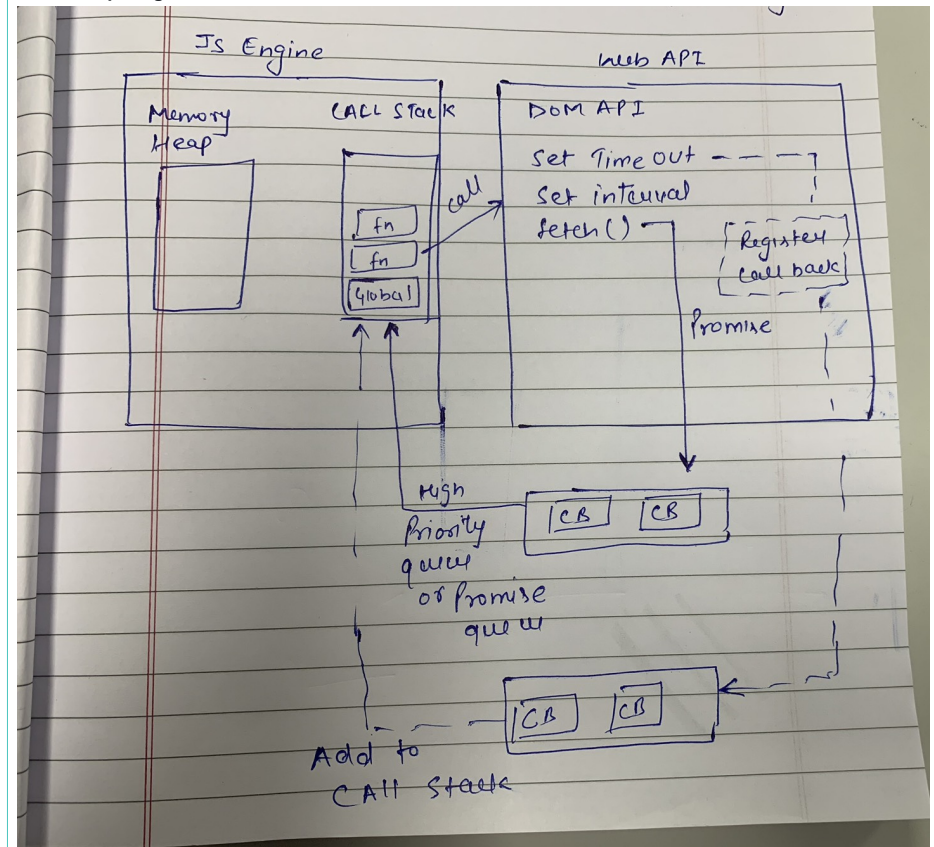 Js Engine
Web API
Memory
Heap
CALL STack
DOM API
Set Time out
Set interval
fetch()
call
fn
fn
Global
Register
call back
Promise
High
Priority
queue
or Promise
queue
CB
CB
CB
CB
Add to
CAll Stack